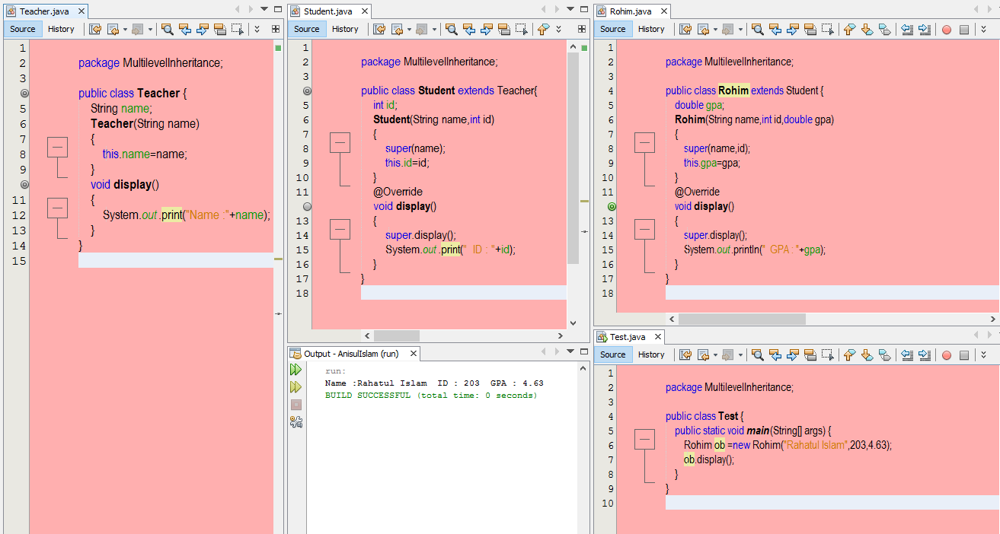 Teacher.java
Source History
1
2 package MultilevelInheritance;
3
public class Teacher {
5 String name;
6 Teacher(String name)
7 {
8 this.name=name;
9 }
void display()
11 {
12 System.out.print("Name :"+name);
13 }
14 }
15
Student.java
Source History
1
2 package MultilevelInheritance;
3
public class Student extends Teacher{
5 int id;
6 Student(String name,int id)
7 {
8 super(name);
9 this.id=id;
10 }
11 @Override
void display()
13 {
14 super.display();
15 System.out.print("  ID : "+id);
16 }
17 }
18
Output - AnisulIslam (run)
run:
Name :Rahatul Islam  ID : 203  GPA : 4.63
BUILD SUCCESSFUL (total time: 0 seconds)
Rohim.java
Source History
1
2 package MultilevelInheritance;
3
4 public class Rohim extends Student {
5 double gpa;
6 Rohim(String name,int id,double gpa)
7 {
8 super(name,id);
9 this.gpa=gpa;
10 }
11 @Override
void display()
13 {
14 super.display();
15 System.out.println("  GPA : "+gpa);
16 }
17 }
18
Test.java
Source History
1
2 package MultilevelInheritance;
3
4 public class Test {
5 public static void main(String[] args) {
6 Rohim ob =new Rohim("Rahatul Islam",203,4.63);
7 ob.display();
8 }
9 }
10